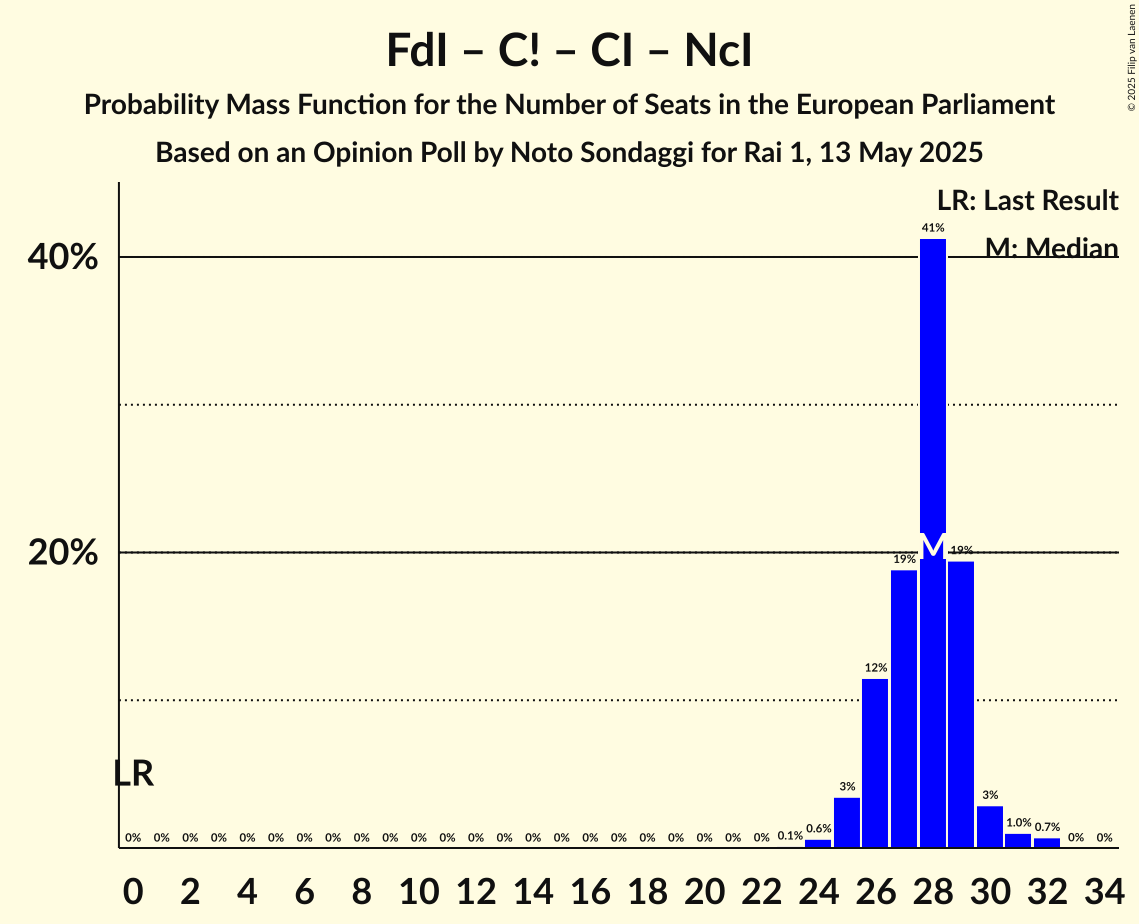 FdI – C! – CI – NcI
Probability Mass Function for the Number of Seats in the European Parliament
Based on an Opinion Poll by Noto Sondaggi for Rai 1, 13 May 2025
© 2025 Filip van Laenen
LR: Last Result
M: Median
40%
20%
41%
19%
M
19%
12%
LR
3%
3%
0% 0% 0% 0% 0% 0% 0% 0% 0% 0% 0% 0% 0% 0% 0% 0% 0% 0% 0% 0% 0% 0% 0% 0.1% 0.6% 1.0% 0.7% 0% 0%
0 2 4 6 8 10 12 14 16 18 20 22 24 26 28 30 32 34